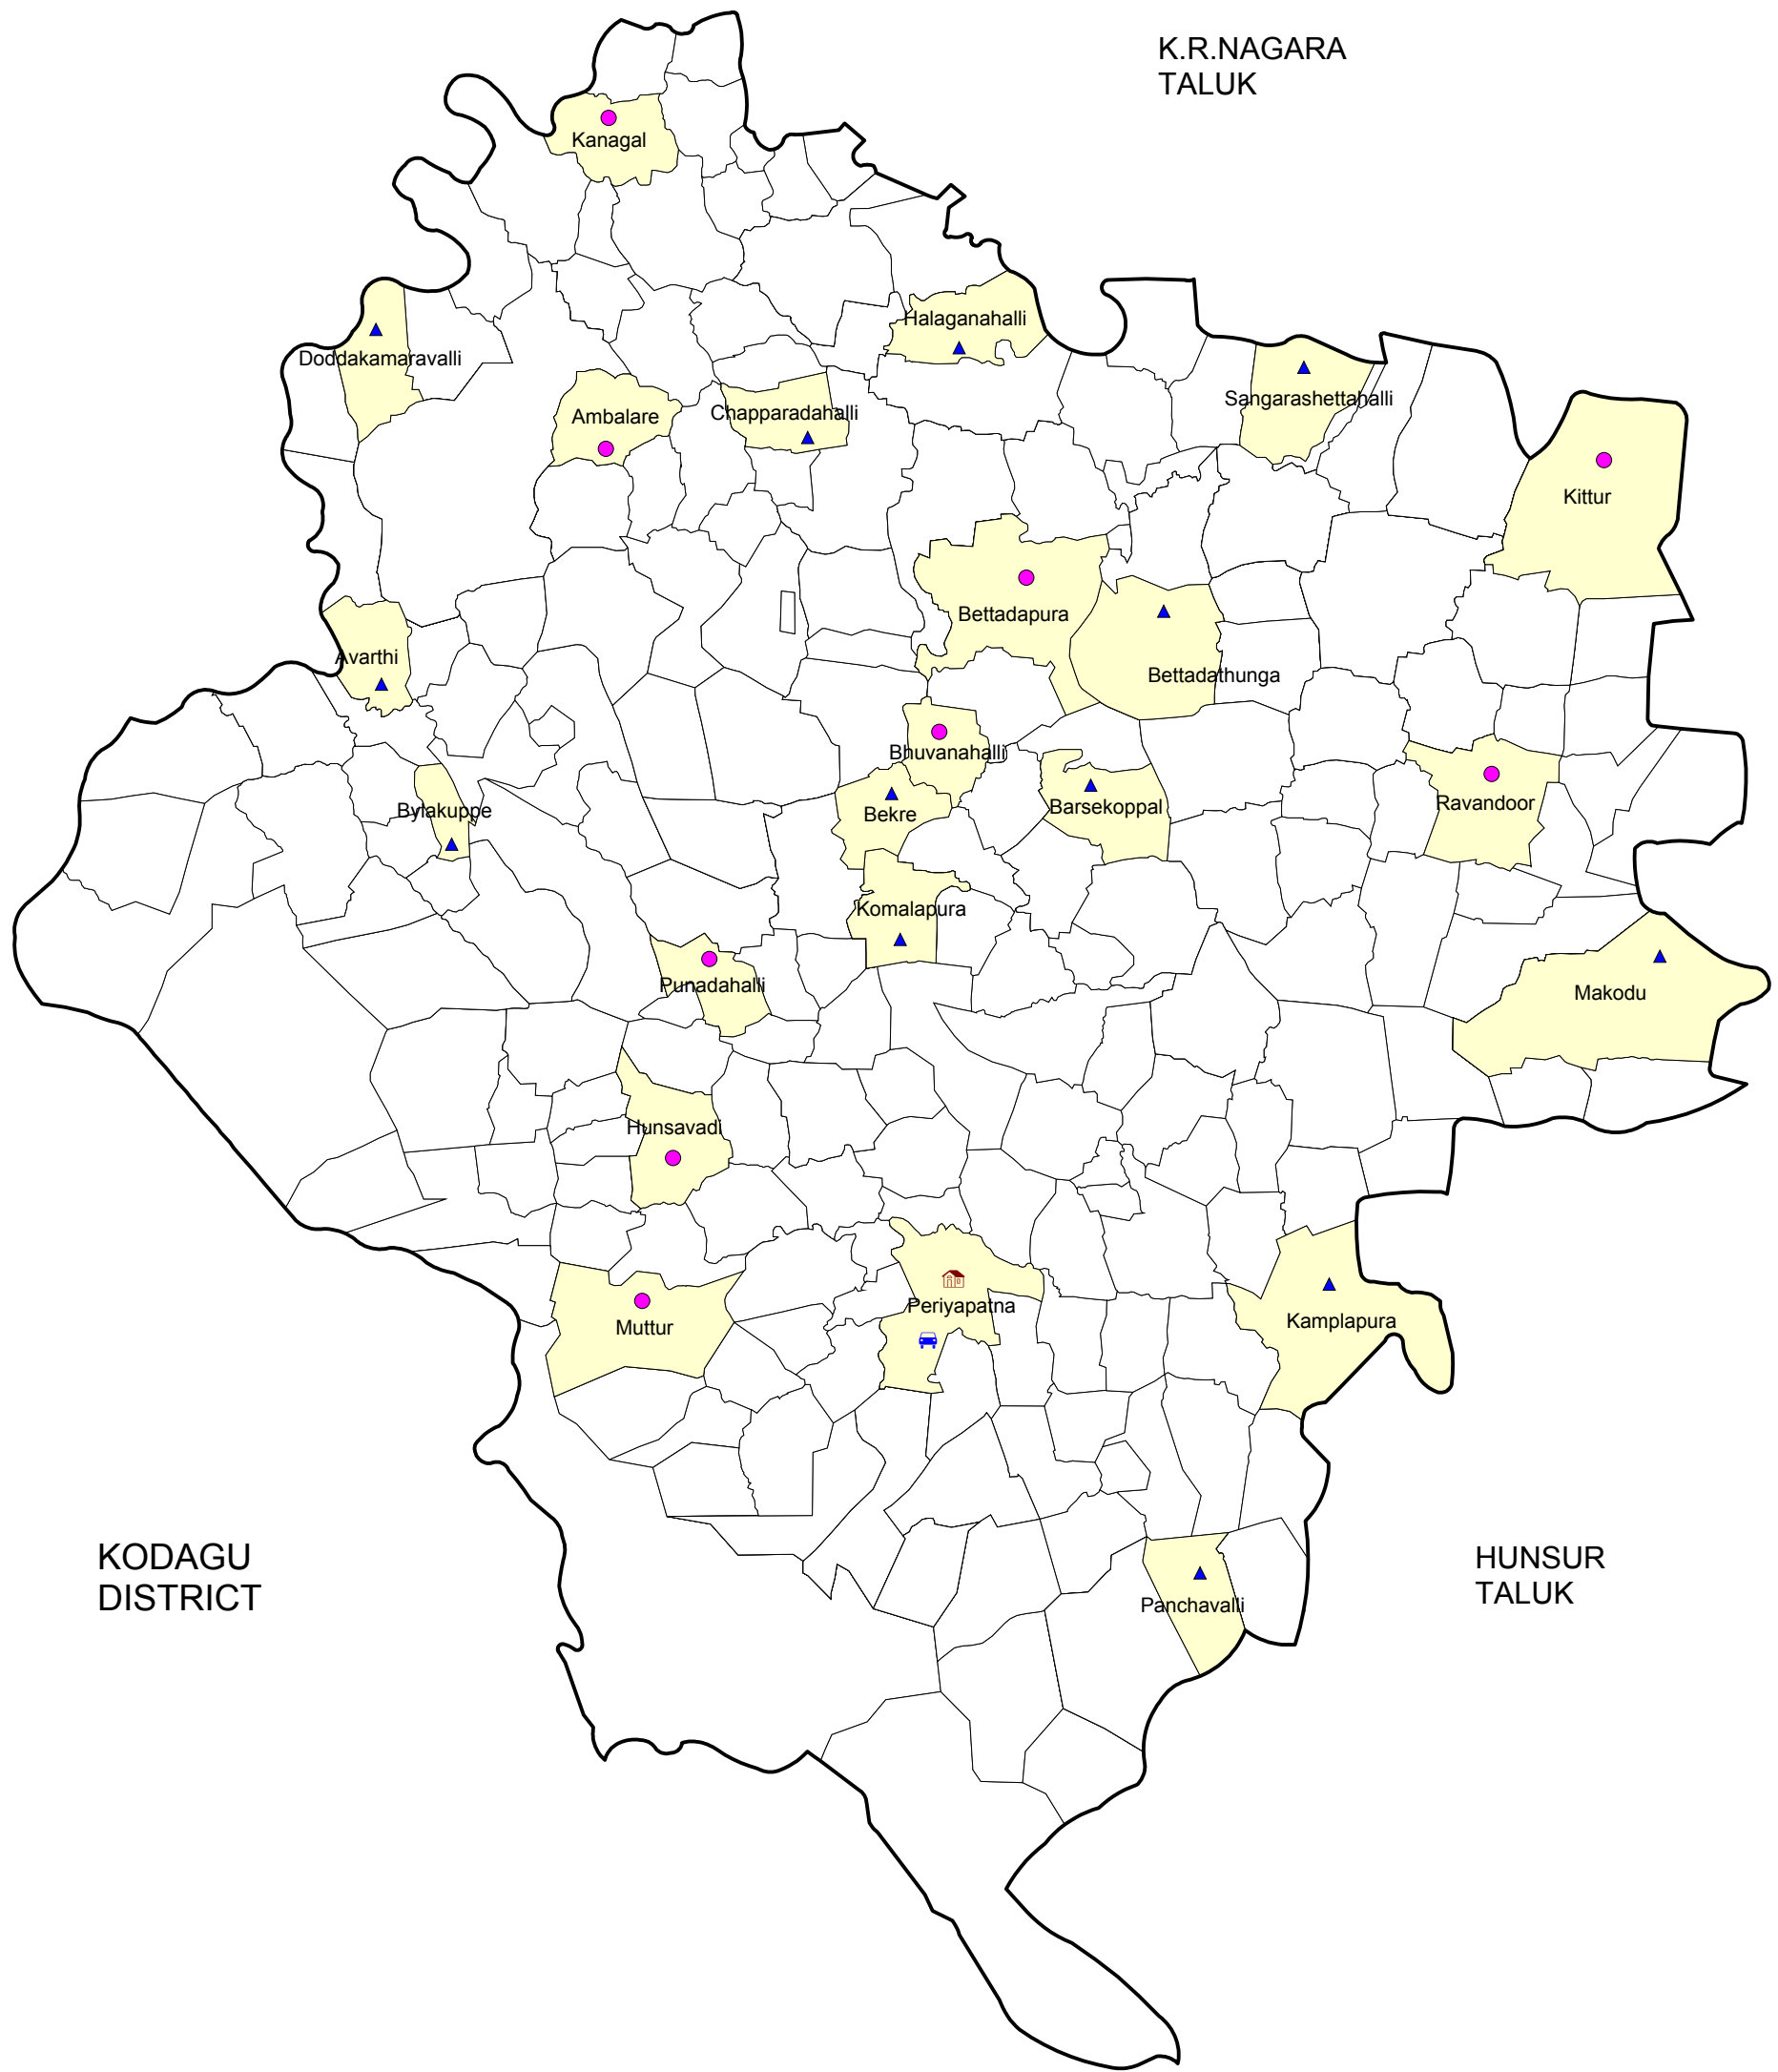 K.R.NAGARA
TALUK
Kanagal
Halaganahalli
Doddakamaravalli
Sangarashettahalli
Chapparadahalli
Ambalare
Kittur
Bettadapura
Avarthi
Bettadathunga
Bhuvanahalli
Ravandoor
Barsekoppal
Bylakuppe
Bekre
Komalapura
Punadahalli
Makodu
Hunsavadi
Periyapatna
Kamplapura
Muttur
KODAGU
DISTRICT
HUNSUR
TALUK
Panchavalli